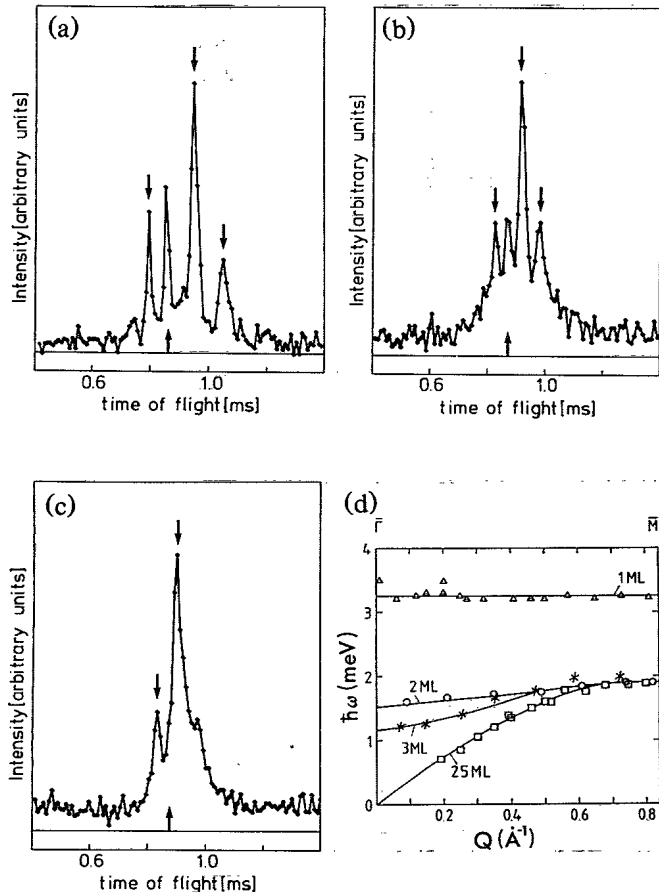 (a)
Intensity [arbitrary units]
0.6 1.0
time of flight [ms]
(b)
Intensity [arbitrary units]
0.6 1.0
time of flight [ms]
(c)
Intensity [arbitrary units]
0.6 1.0
time of flight [ms]
(d)
Γ̄ M̄
4
3
2
1
0
ħω (meV)
1ML
2ML
3ML
25ML
0.2 0.4 0.6 0.8
Q (Å⁻¹)